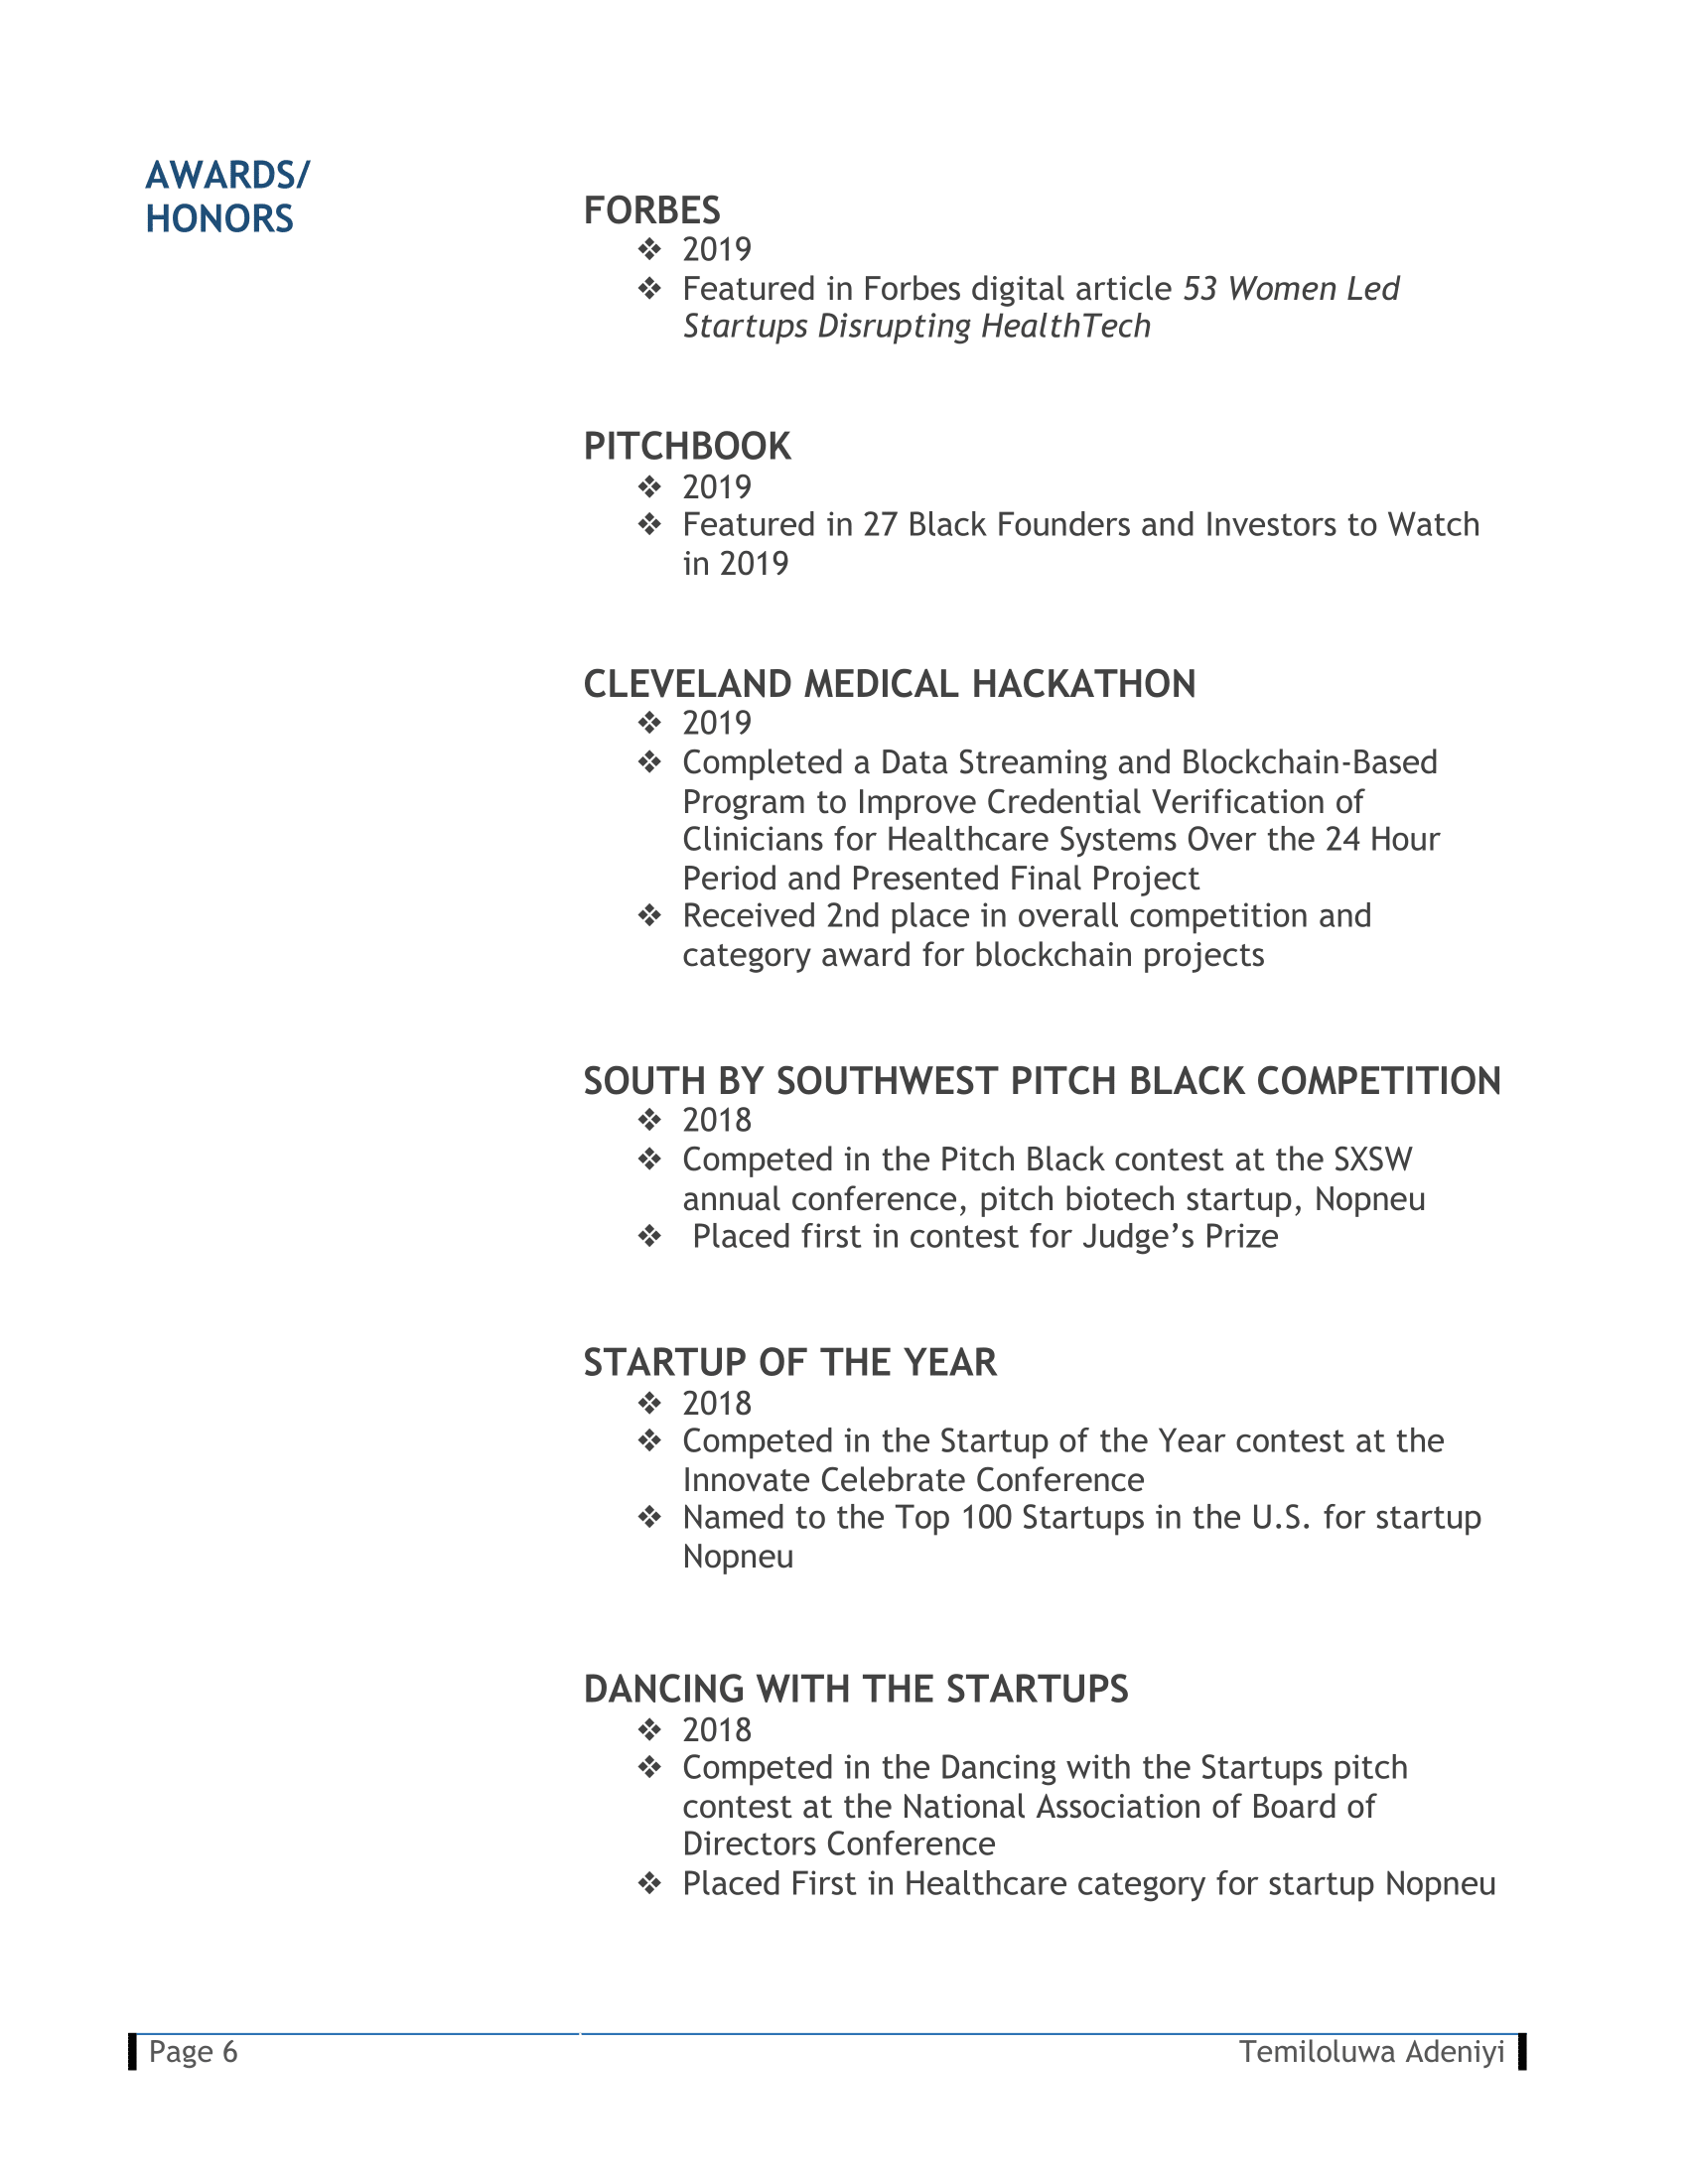 AWARDS/
HONORS
FORBES
❖ 2019
❖ Featured in Forbes digital article 53 Women Led
Startups Disrupting HealthTech
PITCHBOOK
❖ 2019
❖ Featured in 27 Black Founders and Investors to Watch
in 2019
CLEVELAND MEDICAL HACKATHON
❖ 2019
❖ Completed a Data Streaming and Blockchain-Based
Program to Improve Credential Verification of
Clinicians for Healthcare Systems Over the 24 Hour
Period and Presented Final Project
❖ Received 2nd place in overall competition and
category award for blockchain projects
SOUTH BY SOUTHWEST PITCH BLACK COMPETITION
❖ 2018
❖ Competed in the Pitch Black contest at the SXSW
annual conference, pitch biotech startup, Nopneu
❖ Placed first in contest for Judge’s Prize
STARTUP OF THE YEAR
❖ 2018
❖ Competed in the Startup of the Year contest at the
Innovate Celebrate Conference
❖ Named to the Top 100 Startups in the U.S. for startup
Nopneu
DANCING WITH THE STARTUPS
❖ 2018
❖ Competed in the Dancing with the Startups pitch
contest at the National Association of Board of
Directors Conference
❖ Placed First in Healthcare category for startup Nopneu
Page 6
Temiloluwa Adeniyi